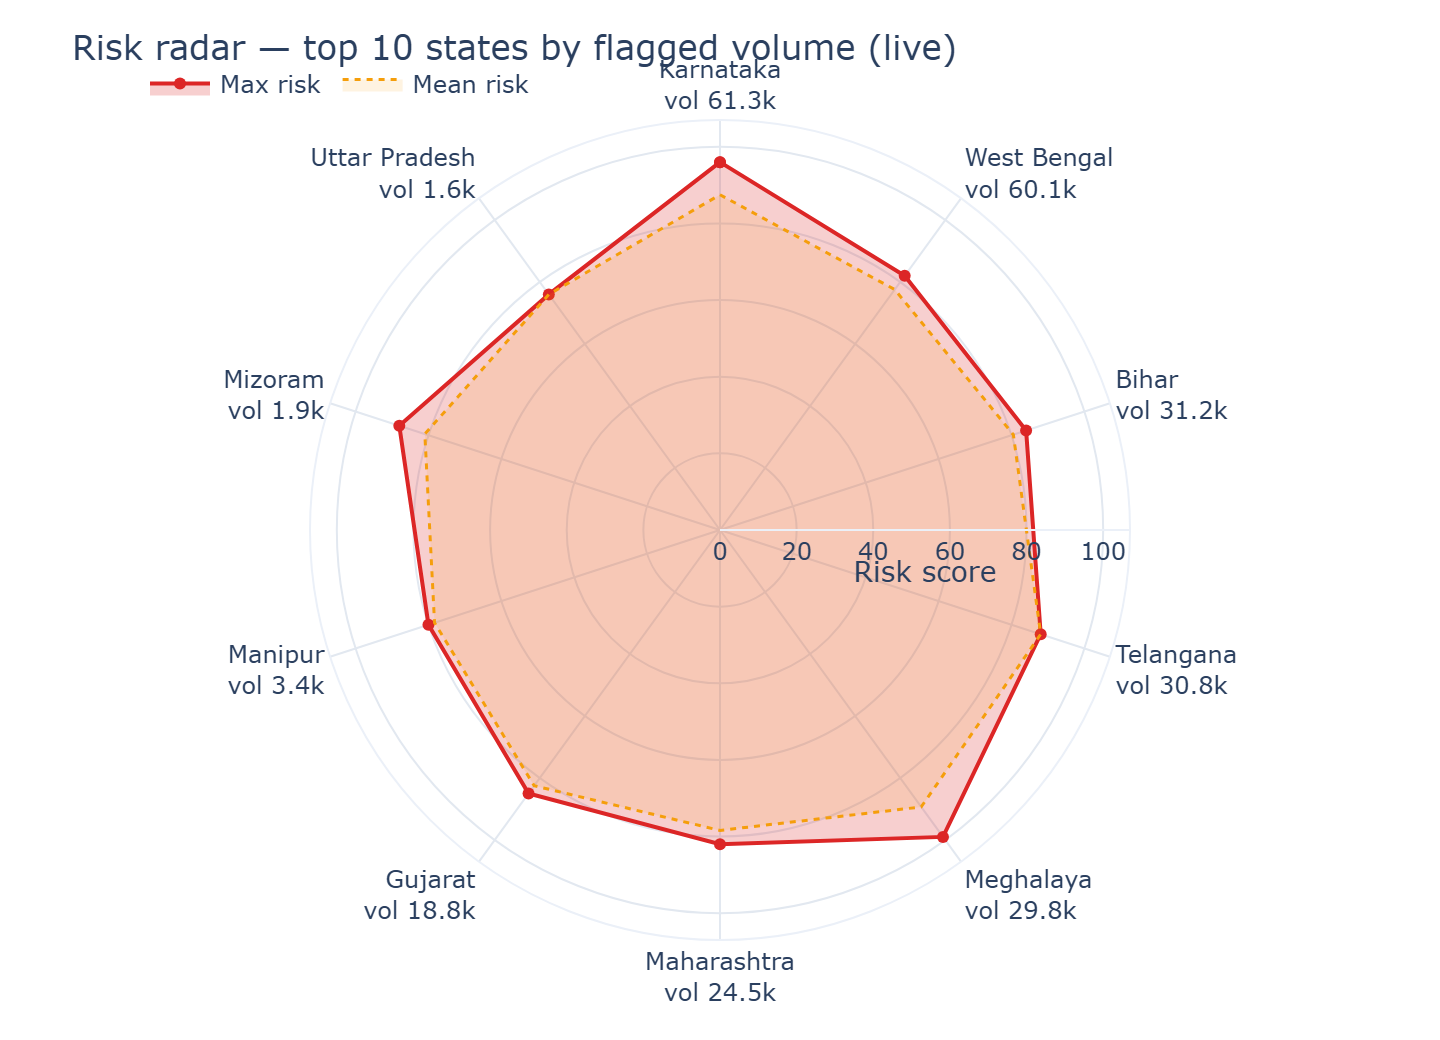 Risk radar — top 10 states by flagged volume (live)
Max risk
Mean risk
Karnataka
vol 61.3k
West Bengal
vol 60.1k
Bihar
vol 31.2k
Telangana
vol 30.8k
Meghalaya
vol 29.8k
Maharashtra
vol 24.5k
Gujarat
vol 18.8k
Manipur
vol 3.4k
Mizoram
vol 1.9k
Uttar Pradesh
vol 1.6k
0 20 40 60 80 100
Risk score